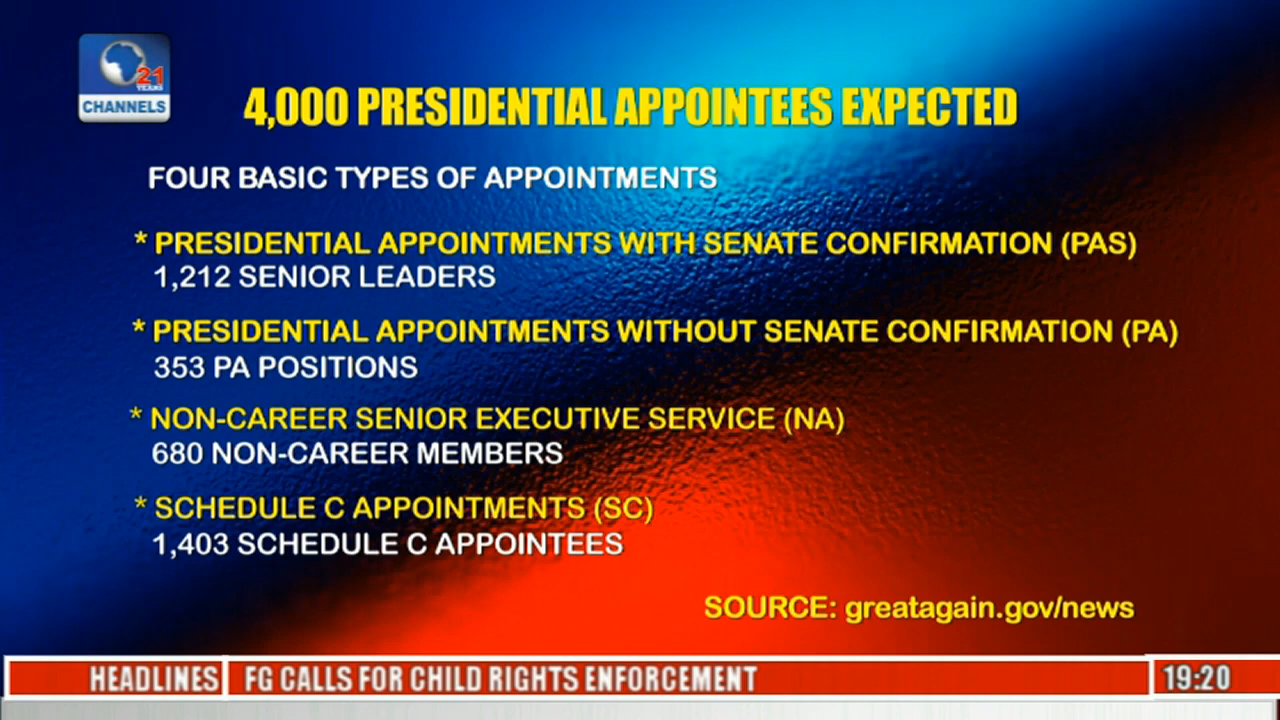 21
YEARS
CHANNELS
4,000 PRESIDENTIAL APPOINTEES EXPECTED
FOUR BASIC TYPES OF APPOINTMENTS
* PRESIDENTIAL APPOINTMENTS WITH SENATE CONFIRMATION (PAS)
1,212 SENIOR LEADERS
* PRESIDENTIAL APPOINTMENTS WITHOUT SENATE CONFIRMATION (PA)
353 PA POSITIONS
* NON-CAREER SENIOR EXECUTIVE SERVICE (NA)
680 NON-CAREER MEMBERS
* SCHEDULE C APPOINTMENTS (SC)
1,403 SCHEDULE C APPOINTEES
SOURCE: greatagain.gov/news
HEADLINES FG CALLS FOR CHILD RIGHTS ENFORCEMENT 19:20